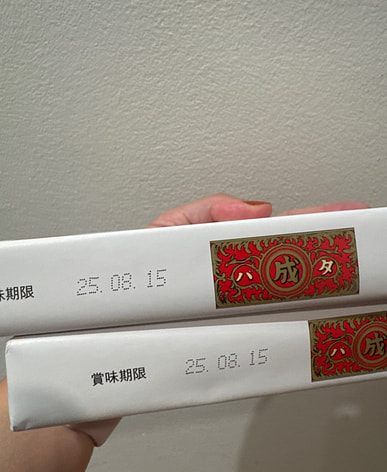 味期限 25. 08. 15 ハ 成 タ
賞味期限 25. 08. 15 ハ 成